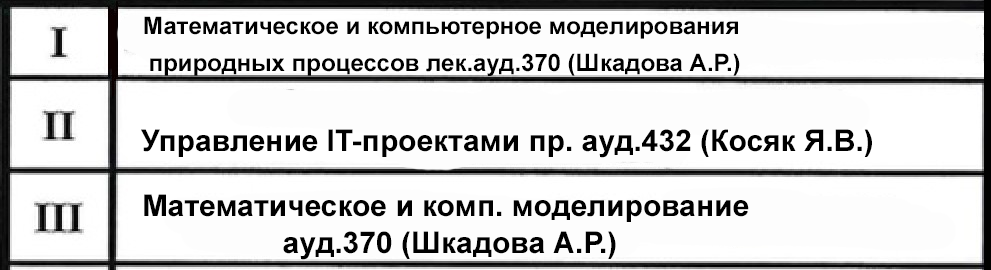 I
Математическое и компьютерное моделирования
природных процессов лек.ауд.370 (Шкадова А.Р.)
II
Управление IT-проектами пр. ауд.432 (Косяк Я.В.)
III
Математическое и комп. моделирование
ауд.370 (Шкадова А.Р.)